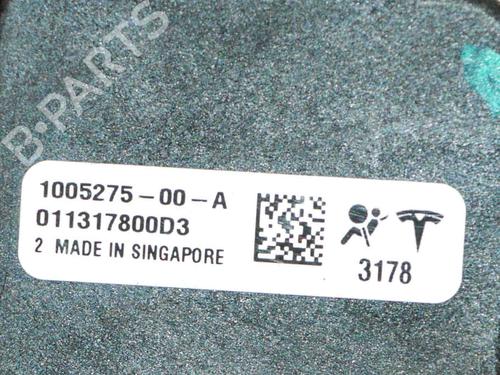 B·PARTS
1005275-00-A
011317800D3
2 MADE IN SINGAPORE
3178